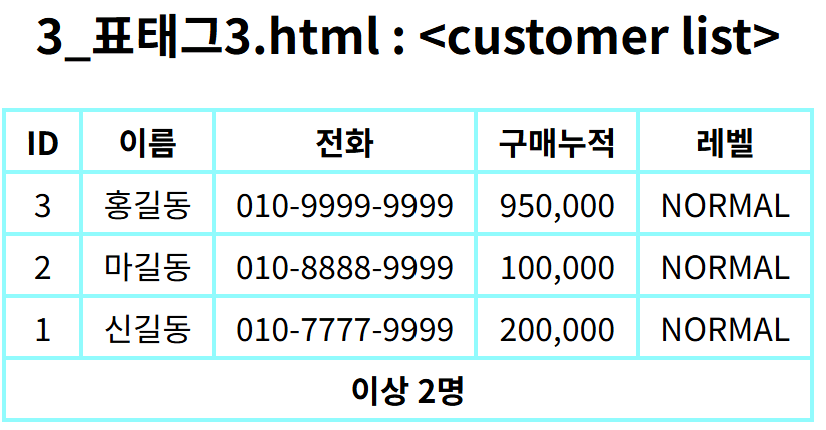 3_표태그3.html : <customer list>
ID 이름 전화 구매누적 레벨
3 홍길동 010-9999-9999 950,000 NORMAL
2 마길동 010-8888-9999 100,000 NORMAL
1 신길동 010-7777-9999 200,000 NORMAL
이상 2명